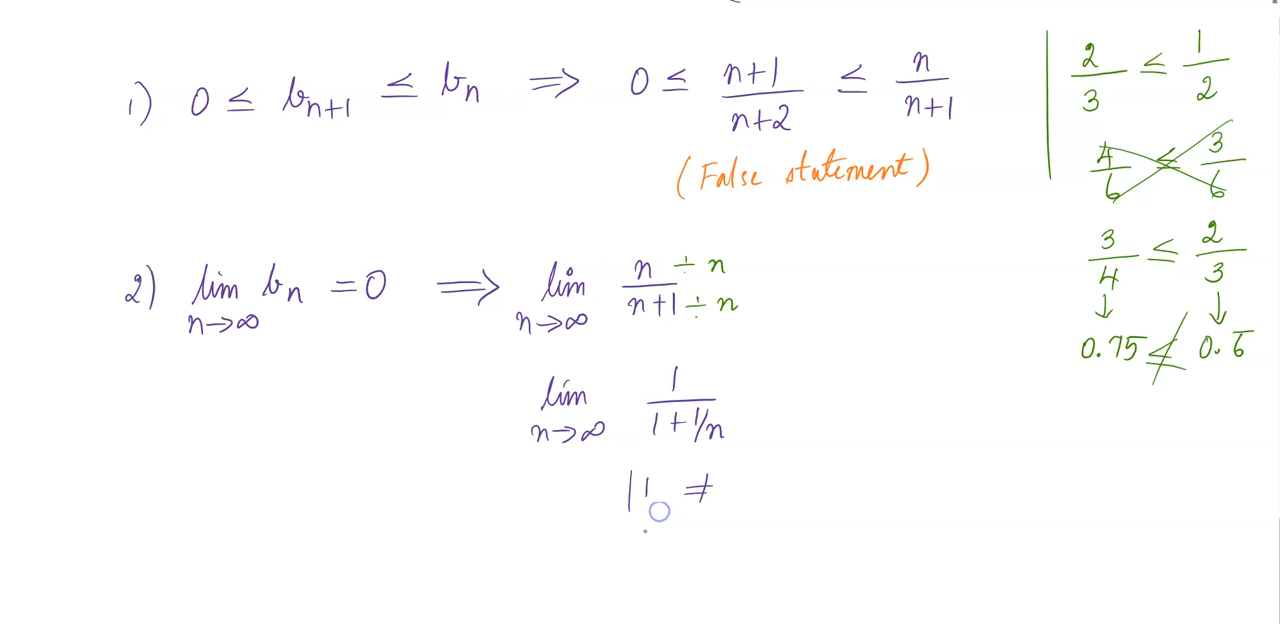 1) 0 ≤ bₙ₊₁ ≤ bₙ ⟹ 0 ≤ (n+1)/(n+2) ≤ n/(n+1)
(False statement)
2) lim n→∞ bₙ = 0 ⟹ lim n→∞ (n ÷ n)/(n+1 ÷ n)
lim n→∞ 1/(1 + 1/n)
|1 ≠
2/3 ≤ 1/2
4/6 ≤ 3/6
3/4 ≤ 2/3
↓ ↓
0.75 ≰ 0.6̅